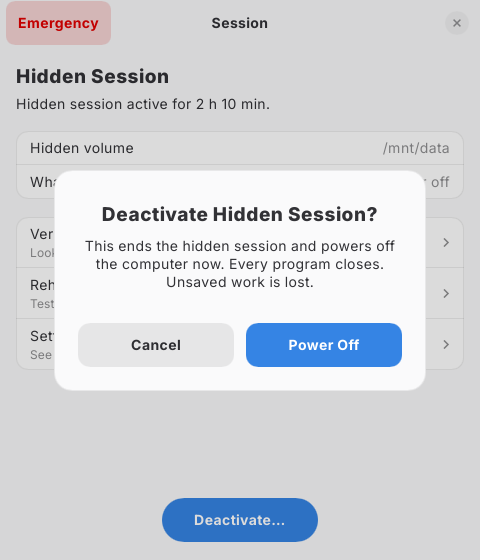 Emergency
Session
Hidden Session
Hidden session active for 2 h 10 min.
Hidden volume
/mnt/data
off
Deactivate Hidden Session?
This ends the hidden session and powers off
the computer now. Every program closes.
Unsaved work is lost.
Cancel
Power Off
See
Deactivate...